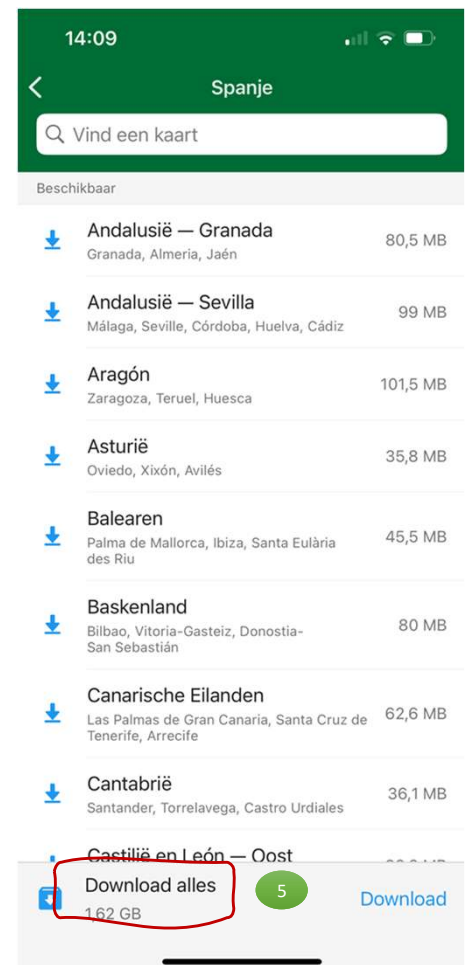 14:09
Spanje
Vind een kaart
Beschikbaar
Andalusië — Granada
Granada, Almeria, Jaén
80,5 MB
Andalusië — Sevilla
Málaga, Seville, Córdoba, Huelva, Cádiz
99 MB
Aragón
Zaragoza, Teruel, Huesca
101,5 MB
Asturië
Oviedo, Xixón, Avilés
35,8 MB
Balearen
Palma de Mallorca, Ibiza, Santa Eulària
des Riu
45,5 MB
Baskenland
Bilbao, Vitoria-Gasteiz, Donostia-
San Sebastián
80 MB
Canarische Eilanden
Las Palmas de Gran Canaria, Santa Cruz de
Tenerife, Arrecife
62,6 MB
Cantabrië
Santander, Torrelavega, Castro Urdiales
36,1 MB
Castilië en León — Oost
Download alles
1,62 GB
5
Download